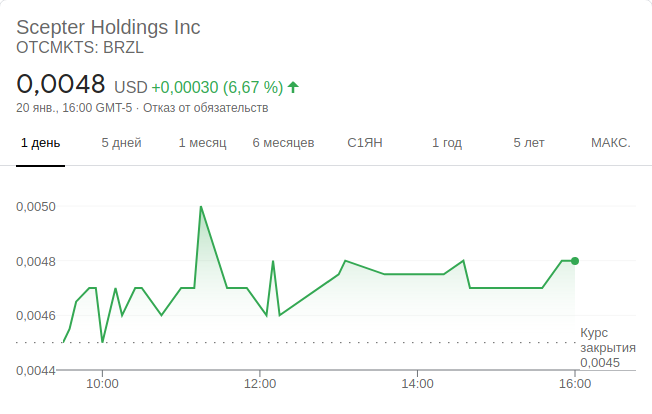 Scepter Holdings Inc
OTCMKTS: BRZL
0,0048 USD +0,00030 (6,67 %)
20 янв., 16:00 GMT-5 · Отказ от обязательств
1 день 5 дней 1 месяц 6 месяцев С1ЯН 1 год 5 лет МАКС.
0,0050
0,0048
0,0046
Курс
закрытия
0,0045
0,0044
10:00 12:00 14:00 16:00